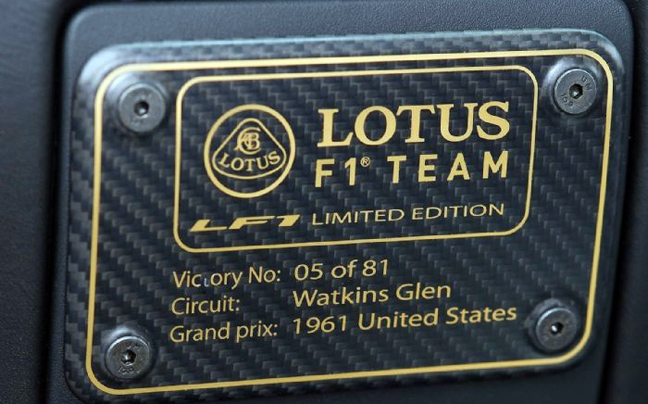 LOTUS
LOTUS
F1® TEAM
LF1 LIMITED EDITION
Victory No: 05 of 81
Circuit: Watkins Glen
Grand prix: 1961 United States